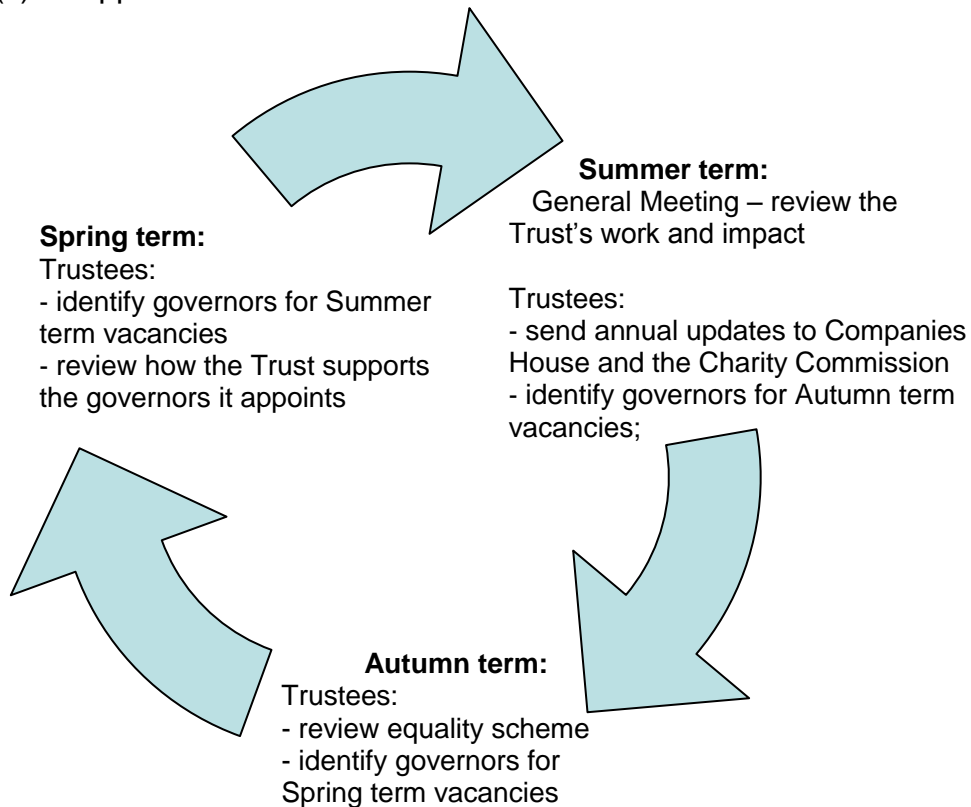 Summer term:
General Meeting – review the
Trust’s work and impact
Trustees:
- send annual updates to Companies
House and the Charity Commission
- identify governors for Autumn term
vacancies;
Autumn term:
Trustees:
- review equality scheme
- identify governors for
Spring term vacancies
Spring term:
Trustees:
- identify governors for Summer
term vacancies
- review how the Trust supports
the governors it appoints